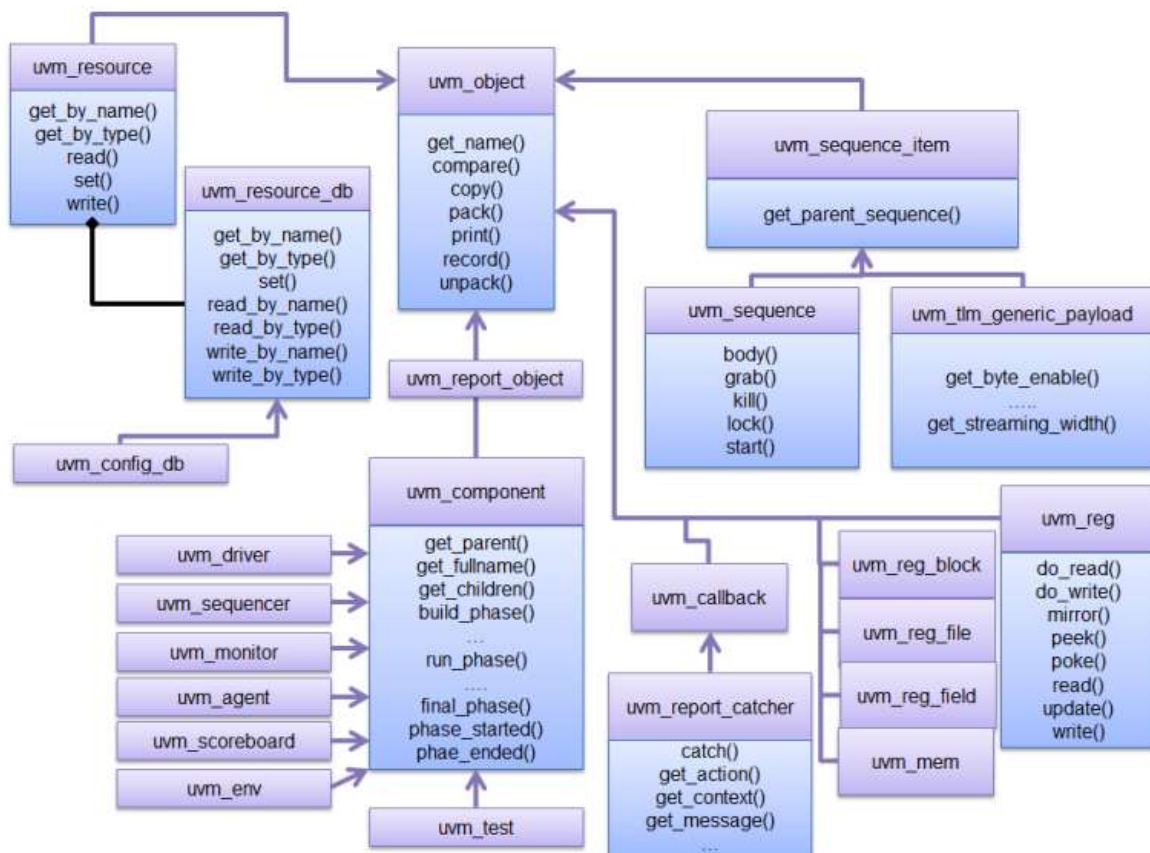 uvm_resource
get_by_name()
get_by_type()
read()
set()
write()
uvm_resource_db
get_by_name()
get_by_type()
set()
read_by_name()
read_by_type()
write_by_name()
write_by_type()
uvm_config_db
uvm_object
get_name()
compare()
copy()
pack()
print()
record()
unpack()
uvm_report_object
uvm_sequence_item
get_parent_sequence()
uvm_sequence
body()
grab()
kill()
lock()
start()
uvm_tlm_generic_payload
get_byte_enable()
.....
get_streaming_width()
uvm_component
get_parent()
get_fullname()
get_children()
build_phase()
...
run_phase()
....
final_phase()
phase_started()
phae_ended()
uvm_driver
uvm_sequencer
uvm_monitor
uvm_agent
uvm_scoreboard
uvm_env
uvm_test
uvm_callback
uvm_report_catcher
catch()
get_action()
get_context()
get_message()
...
uvm_reg_block
uvm_reg_file
uvm_reg_field
uvm_mem
uvm_reg
do_read()
do_write()
mirror()
peek()
poke()
read()
update()
write()